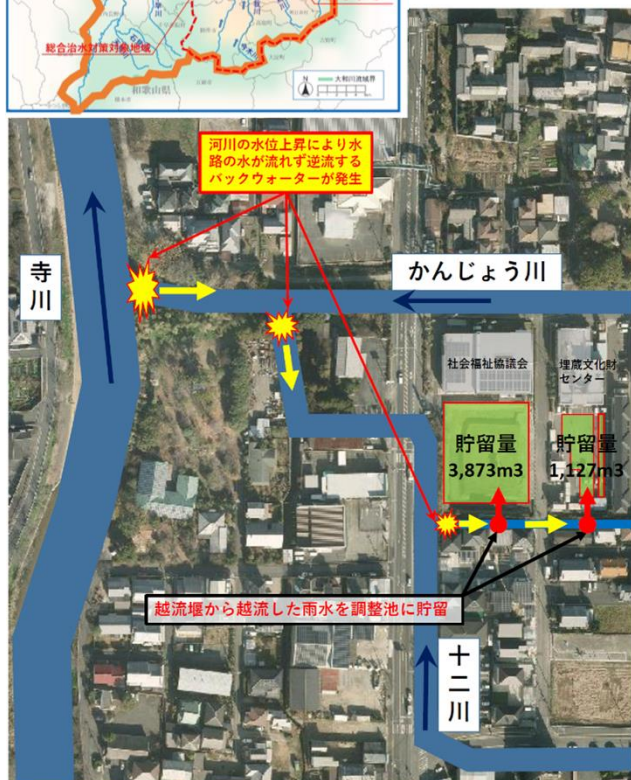 総合治水対策対象地域
和歌山県
N
大和川流域界
河川の水位上昇により水
路の水が流れず逆流する
バックウォーターが発生
寺川
かんじょう川
社会福祉協議会
埋蔵文化財
センター
貯留量
3,873m3
貯留量
1,127m3
越流堰から越流した雨水を調整池に貯留
十二川